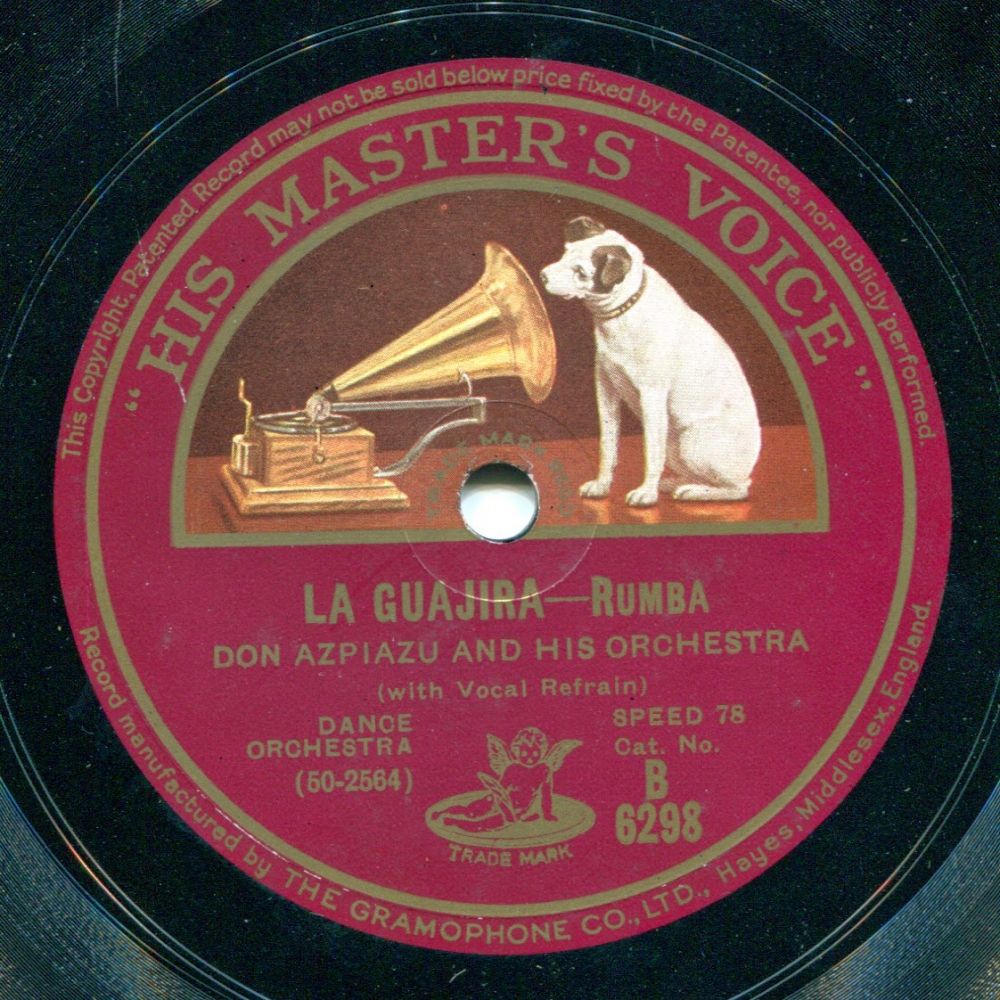 This Copyright, Patented Record may not be sold below price fixed by the Patentee, nor publicly performed.
"HIS MASTER'S VOICE"
LA GUAJIRA—RUMBA
DON AZPIAZU AND HIS ORCHESTRA
(with Vocal Refrain)
DANCE
ORCHESTRA
(50-2564)
SPEED 78
Cat. No.
B
6298
TRADE MARK
Record manufactured by THE GRAMOPHONE CO., LTD., Hayes, Middlesex, England.